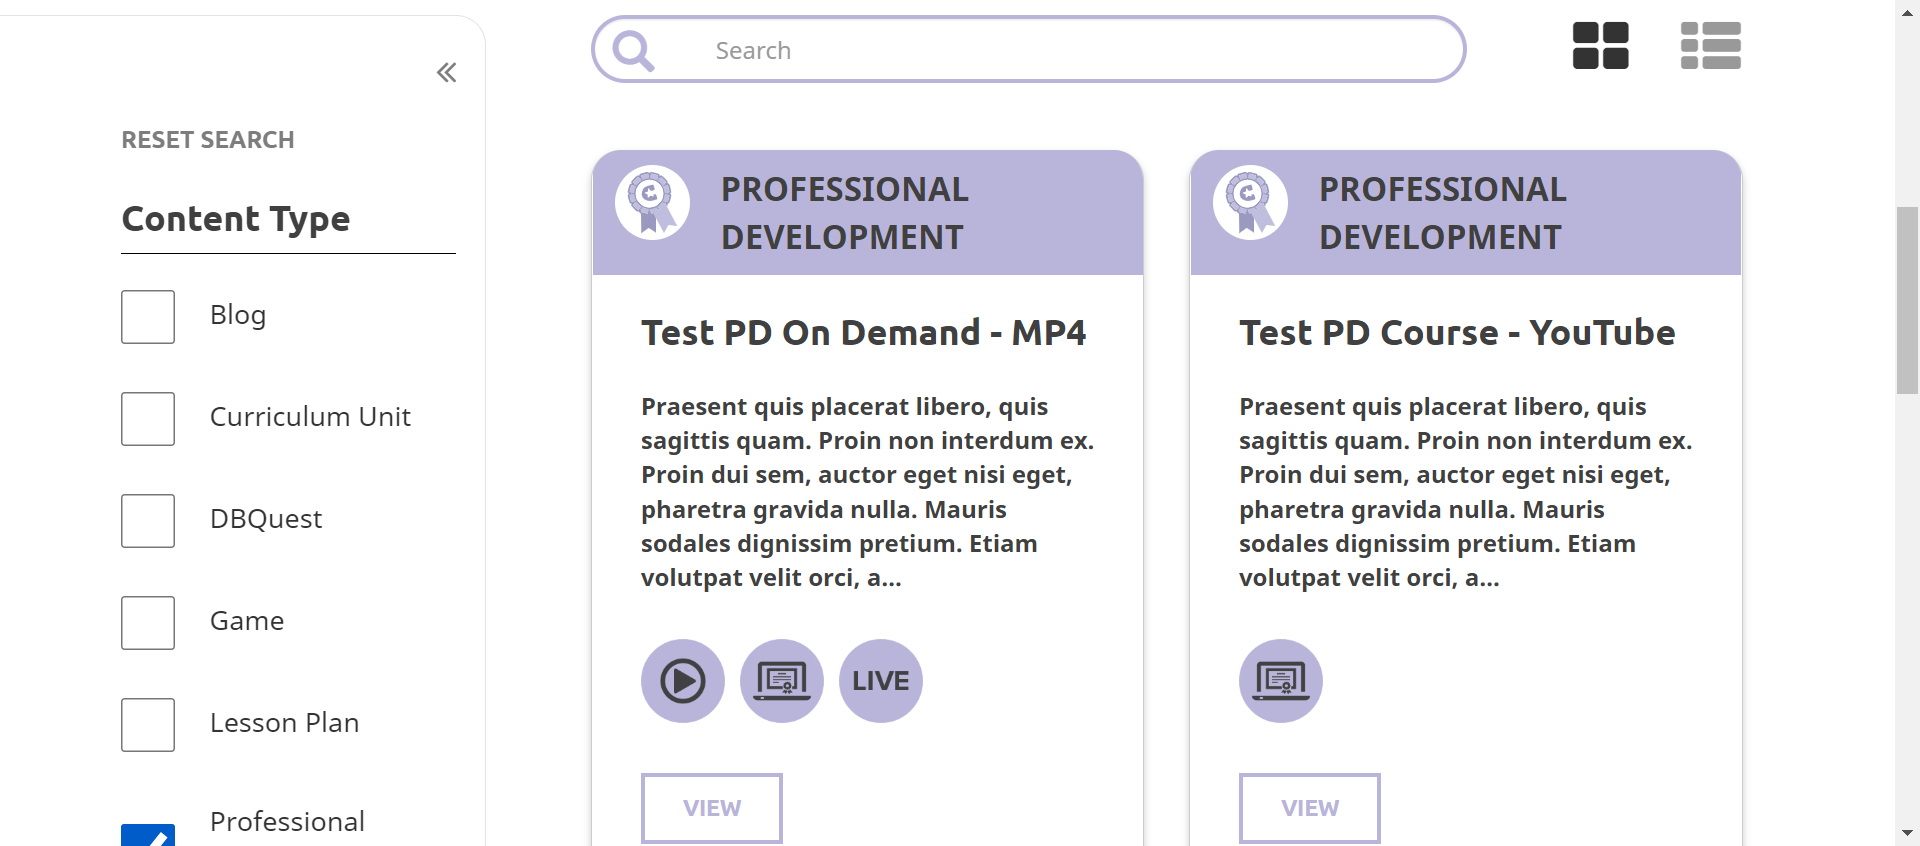 Search
RESET SEARCH
Content Type
Blog
Curriculum Unit
DBQuest
Game
Lesson Plan
Professional
PROFESSIONAL
DEVELOPMENT
Test PD On Demand - MP4
Praesent quis placerat libero, quis
sagittis quam. Proin non interdum ex.
Proin dui sem, auctor eget nisi eget,
pharetra gravida nulla. Mauris
sodales dignissim pretium. Etiam
volutpat velit orci, a...
LIVE
VIEW
PROFESSIONAL
DEVELOPMENT
Test PD Course - YouTube
Praesent quis placerat libero, quis
sagittis quam. Proin non interdum ex.
Proin dui sem, auctor eget nisi eget,
pharetra gravida nulla. Mauris
sodales dignissim pretium. Etiam
volutpat velit orci, a...
VIEW